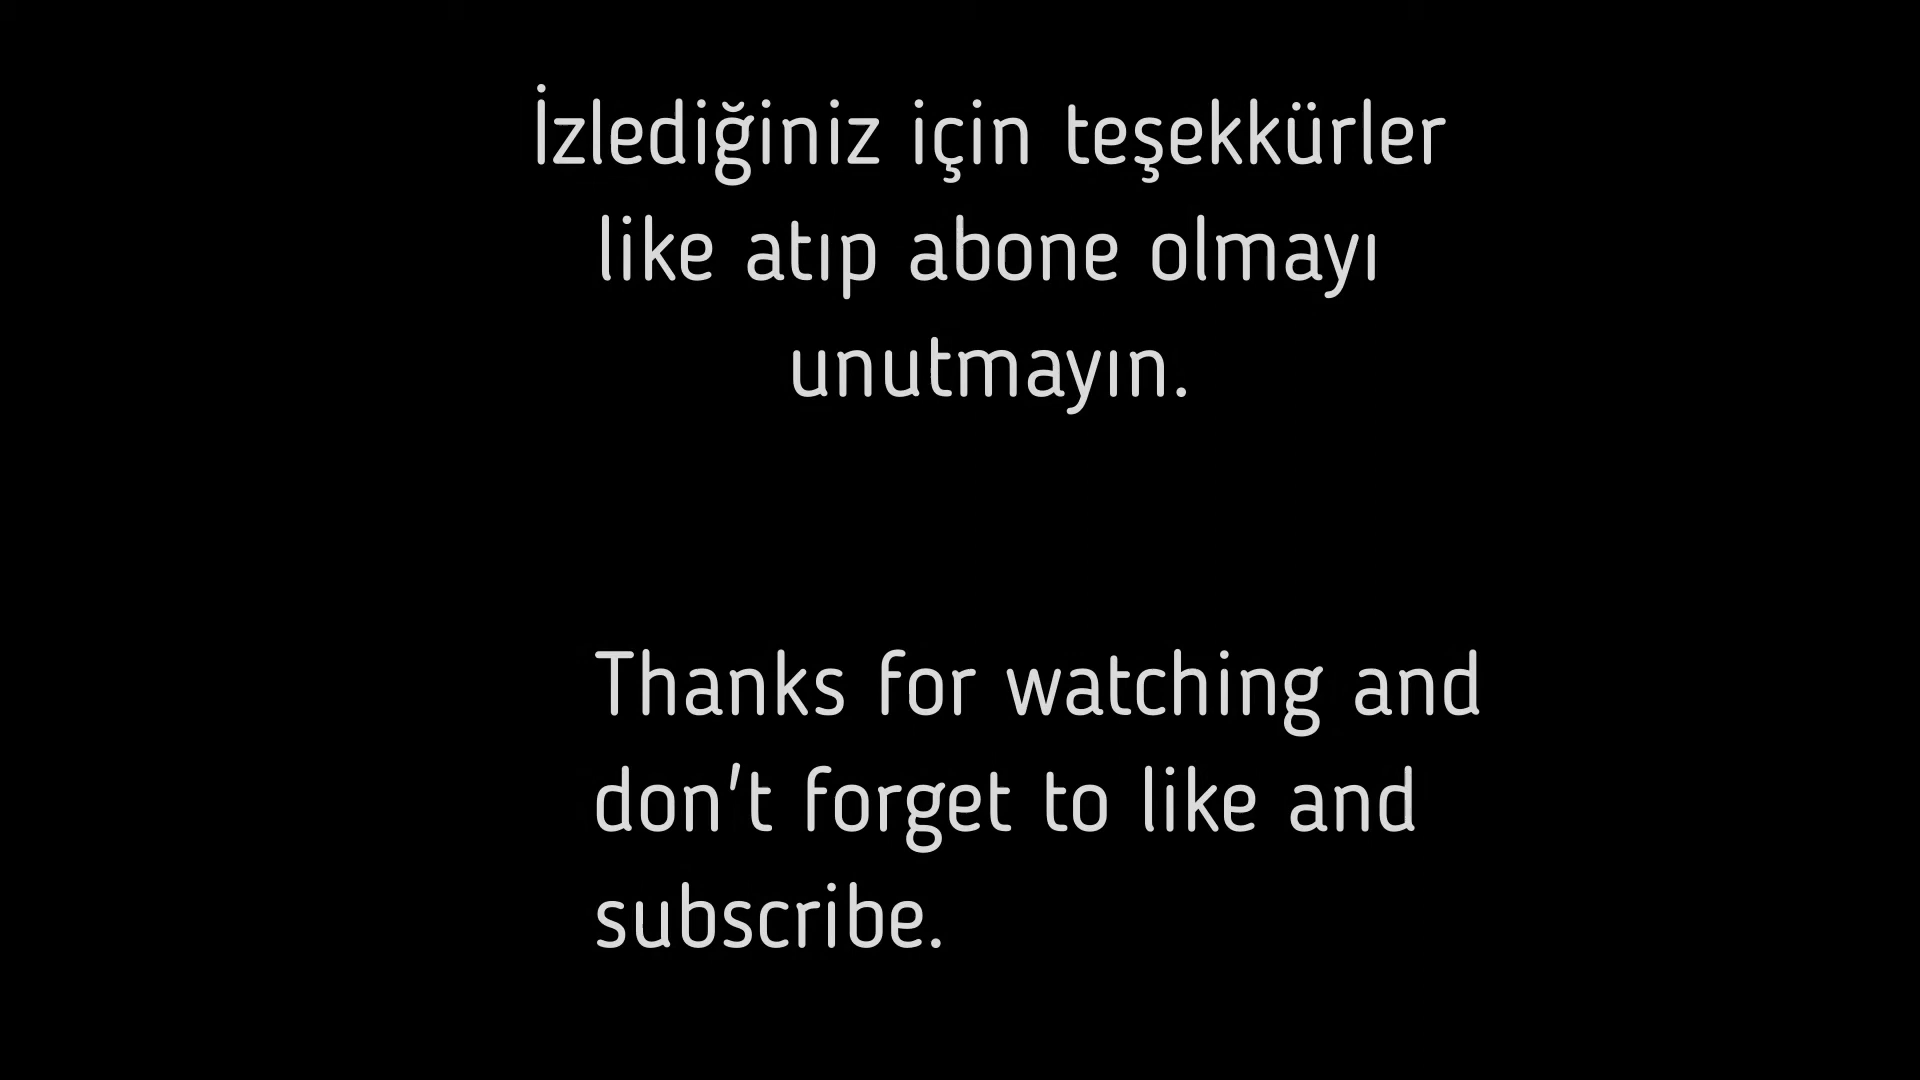 İzlediğiniz için teşekkürler
like atıp abone olmayı
unutmayın.
Thanks for watching and
don't forget to like and
subscribe.